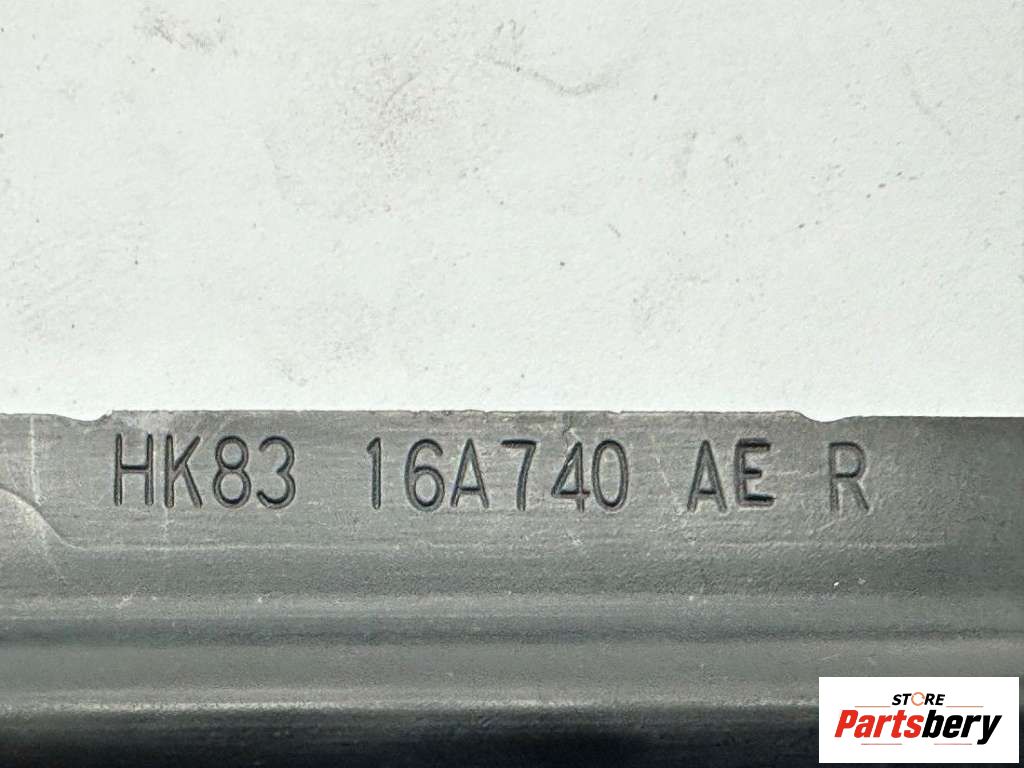 HK83 16A740 AE R
STORE
Partsbery